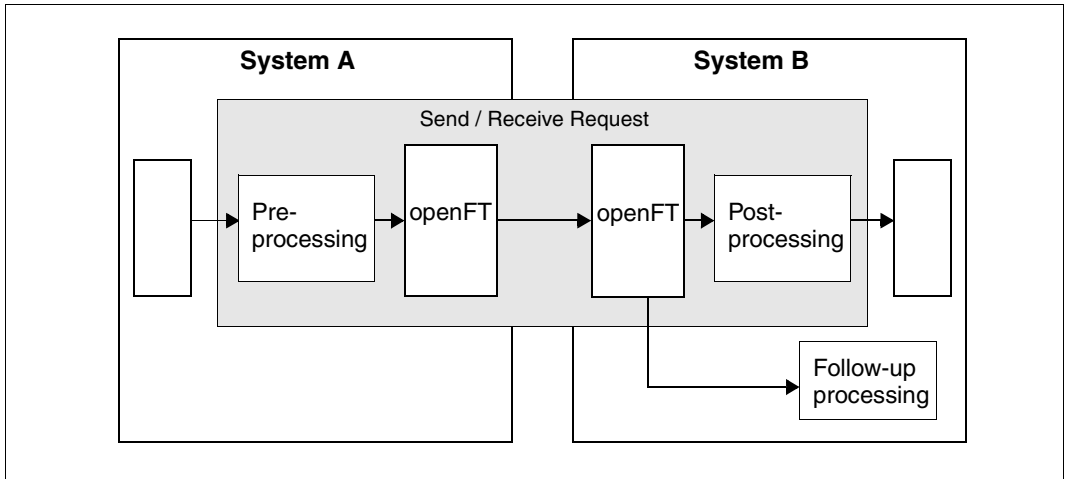 System A
System B
Send / Receive Request
Pre-
processing
openFT
openFT
Post-
processing
Follow-up
processing